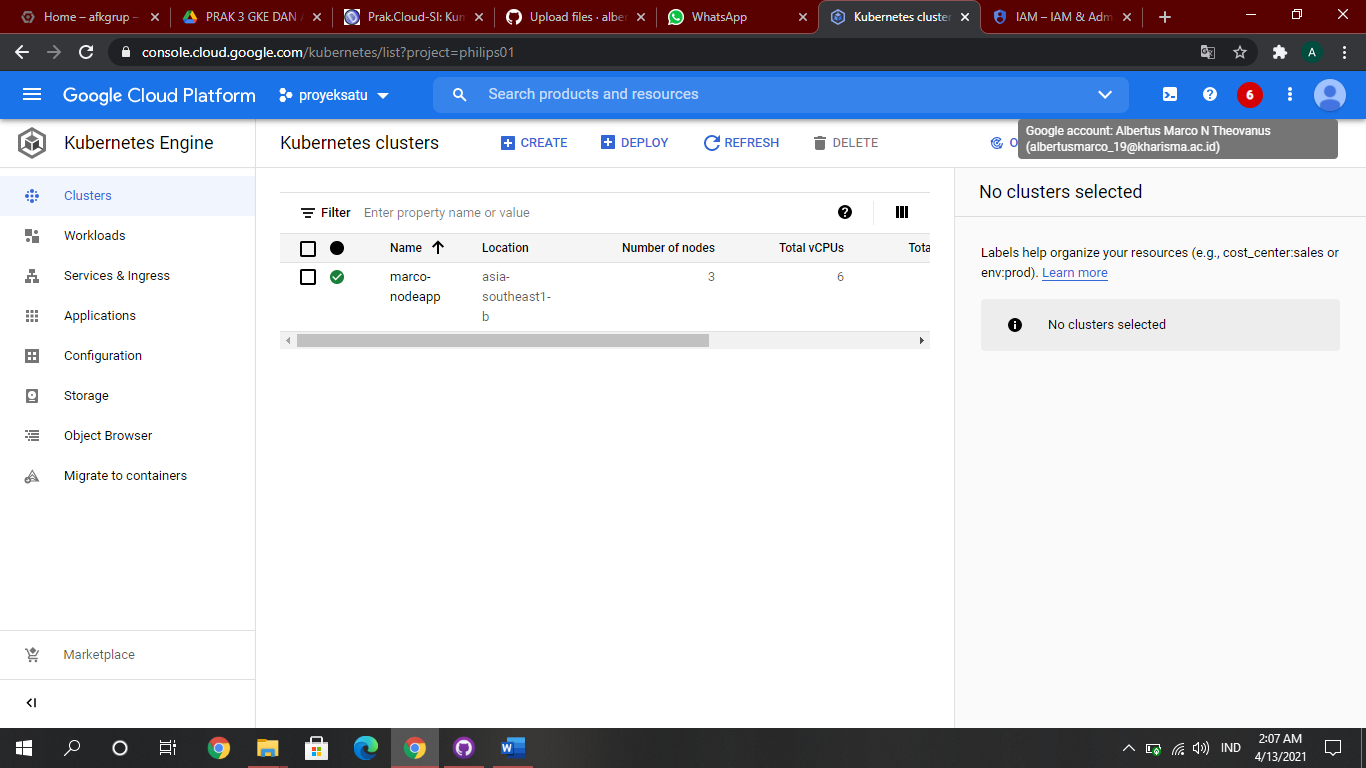 Home – afkgrup –
PRAK 3 GKE DAN
Prak.Cloud-SI: Kun
Upload files · alber
WhatsApp
Kubernetes cluster
IAM – IAM & Adm
console.cloud.google.com/kubernetes/list?project=philips01
A
Google Cloud Platform
proyeksatu
Search products and resources
6
Kubernetes Engine
Kubernetes clusters
CREATE
DEPLOY
REFRESH
DELETE
O
Google account: Albertus Marco N Theovanus
(albertusmarco_19@kharisma.ac.id)
Clusters
Workloads
Services & Ingress
Applications
Configuration
Storage
Object Browser
Migrate to containers
Marketplace
Filter
Enter property name or value
Name
Location
Number of nodes
Total vCPUs
Tota
marco-
nodeapp
asia-
southeast1-
b
3
6
No clusters selected
Labels help organize your resources (e.g., cost_center:sales or
env:prod). Learn more
No clusters selected
IND
2:07 AM
4/13/2021